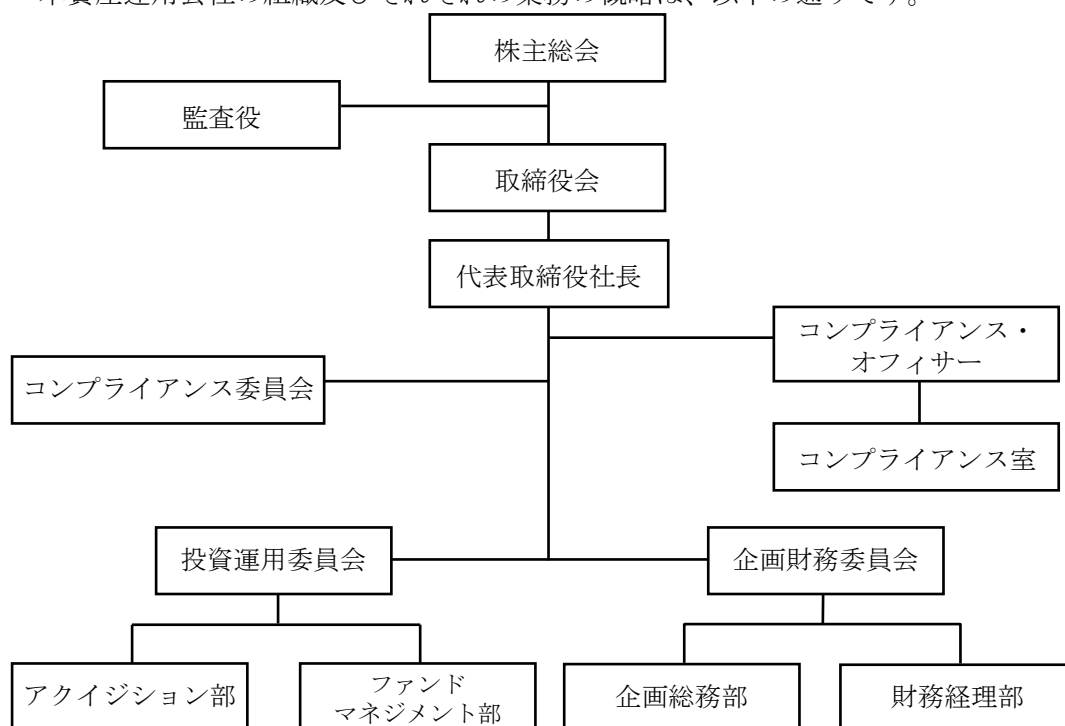 本資産運用会社の組織及びそれぞれの業務の概略は、以下の通りです。
株主総会
監査役
取締役会
代表取締役社長
コンプライアンス・
オフィサー
コンプライアンス委員会
コンプライアンス室
投資運用委員会
企画財務委員会
アクイジション部
ファンド
マネジメント部
企画総務部
財務経理部